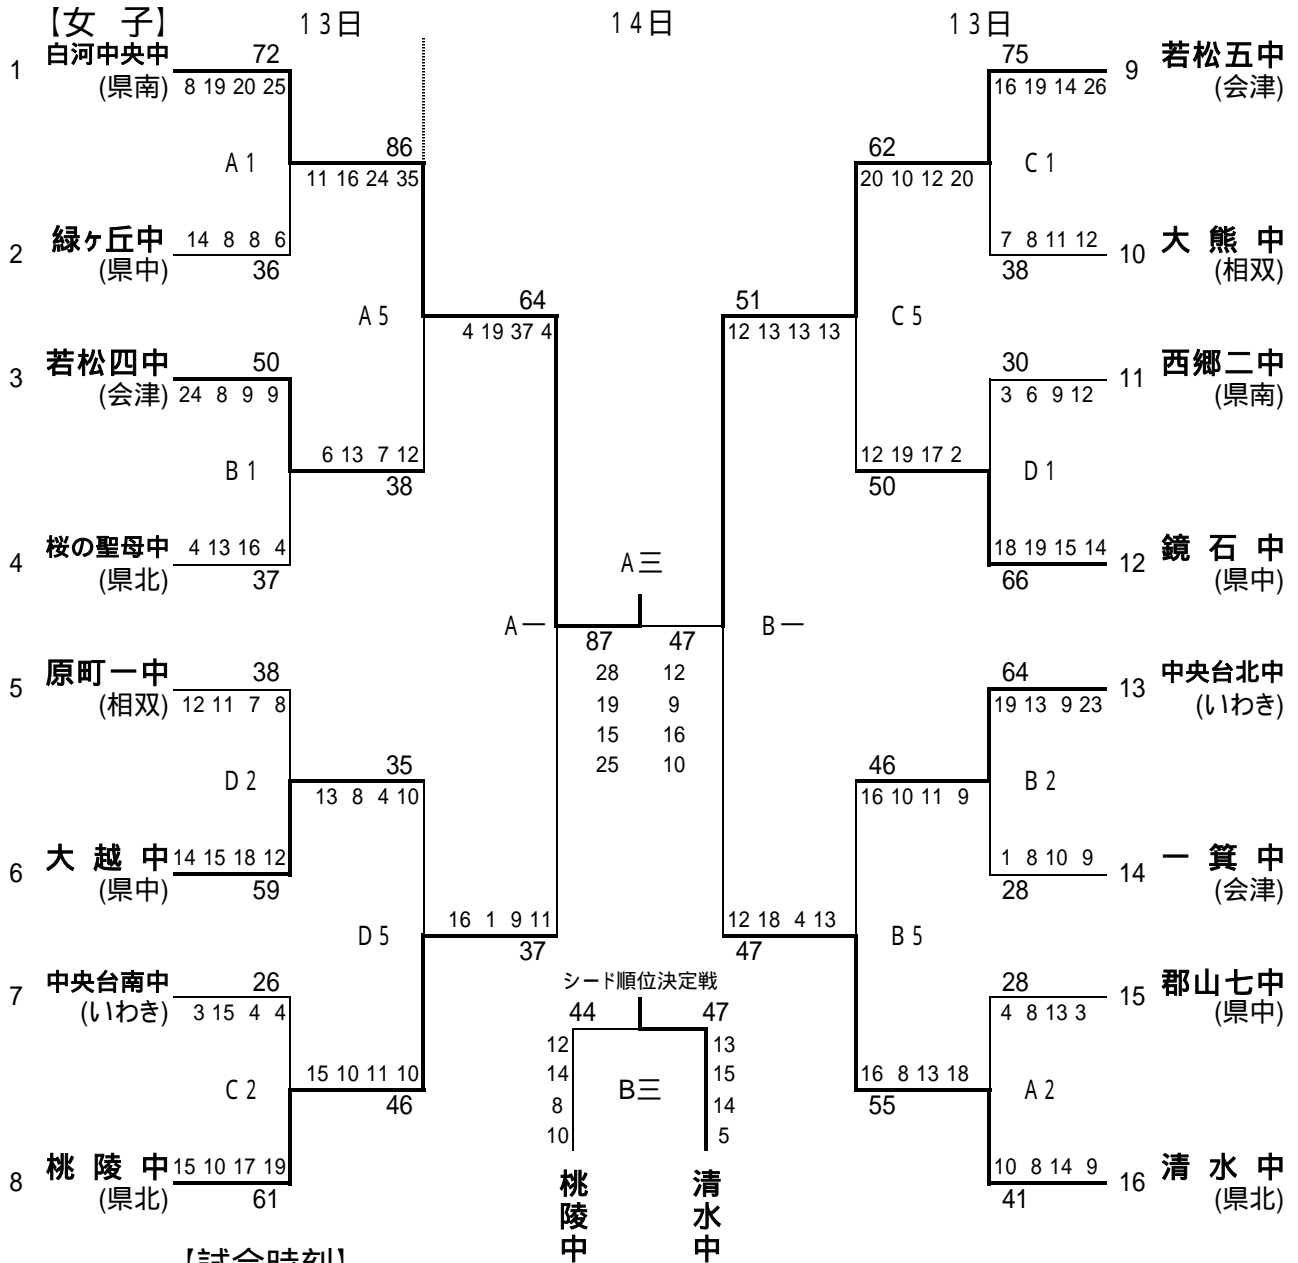 【女 子】 13日 14日 13日
1 白河中央中 (県南) 72
8 19 20 25
A1
2 緑ヶ丘中 (県中) 14 8 8 6
36
86
11 16 24 35
3 若松四中 (会津) 50
24 8 9 9
B1
4 桜の聖母中 (県北) 4 13 16 4
37
6 13 7 12
38
A5
64
4 19 37 4
5 原町一中 (相双) 38
12 11 7 8
D2
6 大越中 (県中) 14 15 18 12
59
35
13 8 4 10
7 中央台南中 (いわき) 26
3 15 4 4
C2
8 桃陵中 (県北) 15 10 17 19
61
15 10 11 10
46
D5
16 1 9 11
37
A一
A三
87 47
28 12
19 9
15 16
25 10
B一
75 9 若松五中 (会津)
16 19 14 26
C1
7 8 11 12
38 10 大熊中 (相双)
62
20 10 12 20
30 11 西郷二中 (県南)
3 6 9 12
D1
18 19 15 14
66 12 鏡石中 (県中)
12 19 17 2
50
C5
51
12 13 13 13
64 13 中央台北中 (いわき)
19 13 9 23
B2
1 8 10 9
28 14 一箕中 (会津)
46
16 10 11 9
28 15 郡山七中 (県中)
4 8 13 3
A2
10 8 14 9
41 16 清水中 (県北)
16 8 13 18
55
B5
12 18 4 13
47
シード順位決定戦
44 47
12 13
14 15
8 14
10 5
B三
桃陵中 清水中
【試合時刻】